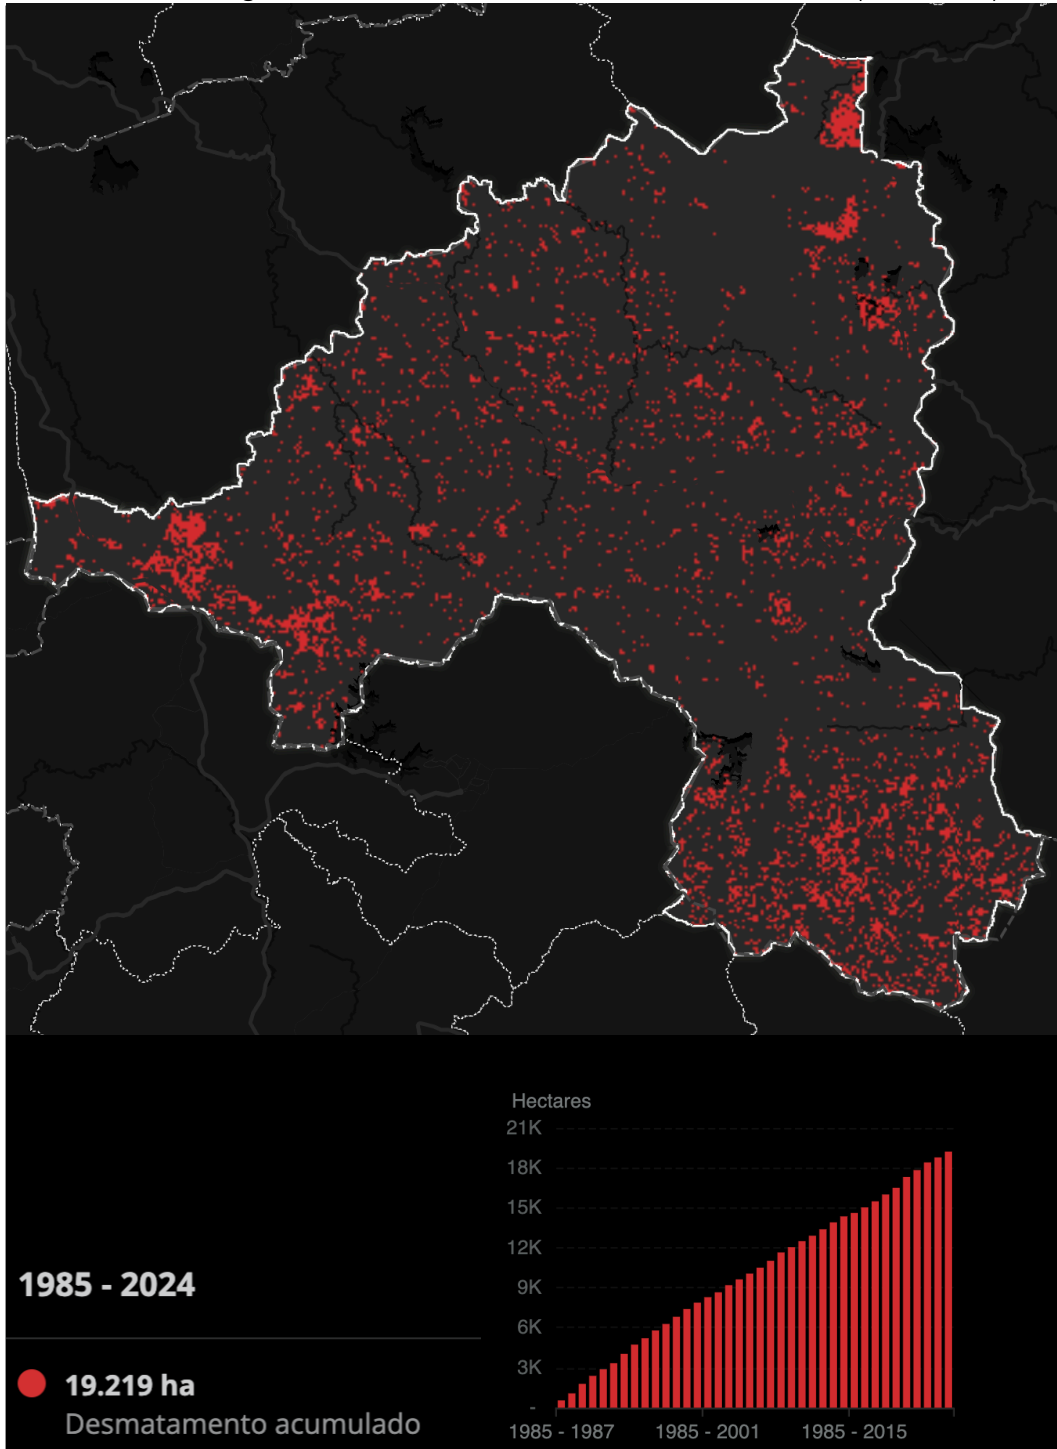 Hectares
21K
18K
15K
12K
9K
6K
3K
-
1985 - 1987 1985 - 2001 1985 - 2015
1985 - 2024
19.219 ha
Desmatamento acumulado